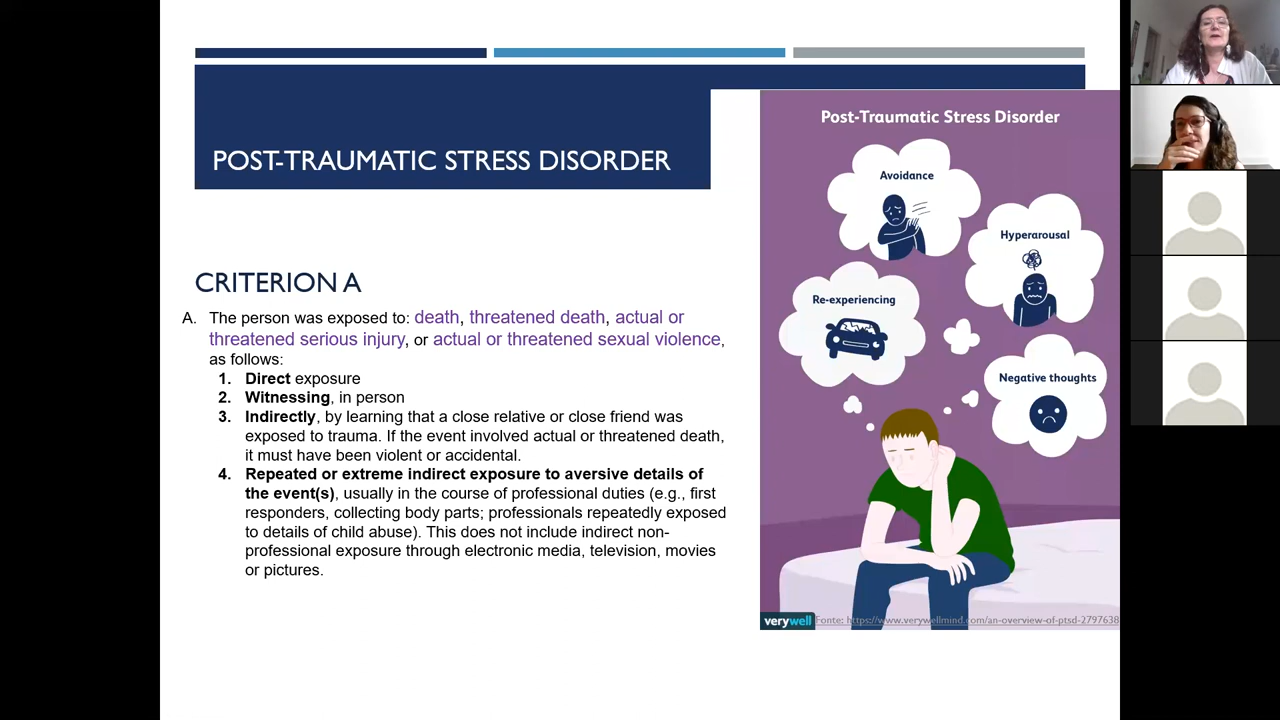 POST-TRAUMATIC STRESS DISORDER
CRITERION A
A. The person was exposed to: death, threatened death, actual or
threatened serious injury, or actual or threatened sexual violence,
as follows:
1. Direct exposure
2. Witnessing, in person
3. Indirectly, by learning that a close relative or close friend was
exposed to trauma. If the event involved actual or threatened death,
it must have been violent or accidental.
4. Repeated or extreme indirect exposure to aversive details of
the event(s), usually in the course of professional duties (e.g., first
responders, collecting body parts; professionals repeatedly exposed
to details of child abuse). This does not include indirect non-
professional exposure through electronic media, television, movies
or pictures.
Post-Traumatic Stress Disorder
Avoidance
Hyperarousal
Re-experiencing
Negative thoughts
verywell
Fonte: https://www.verywellmind.com/an-overview-of-ptsd-2797638